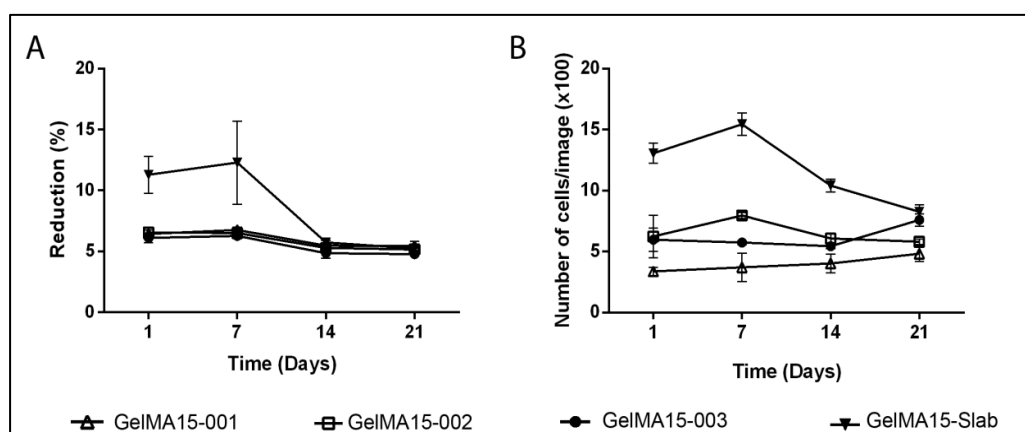 A
Reduction (%)
20
15
10
5
0
1 7 14 21
Time (Days)
B
Number of cells/image (x100)
20
15
10
5
0
1 7 14 21
Time (Days)
GelMA15-001 GelMA15-002 GelMA15-003 GelMA15-Slab